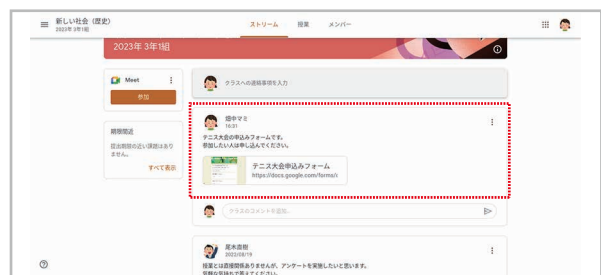 新しい社会（歴史）
2023年 3年1組
ストリーム
授業
メンバー
2023年 3年1組
Meet
参加
クラスへの連絡事項を入力
畑中マミ
16:31
テニス大会の申込みフォームです。
参加したい人は申し込んでください。
テニス大会申込みフォーム
https://docs.google.com/forms/c
期限間近
提出期限の近い課題はあり
ません。
すべて表示
クラスのコメントを追加…
尾木直樹
2022/08/19
授業とは直接関係ありませんが、アンケートを実施したいと思います。
気軽な気持ちで答えてください。